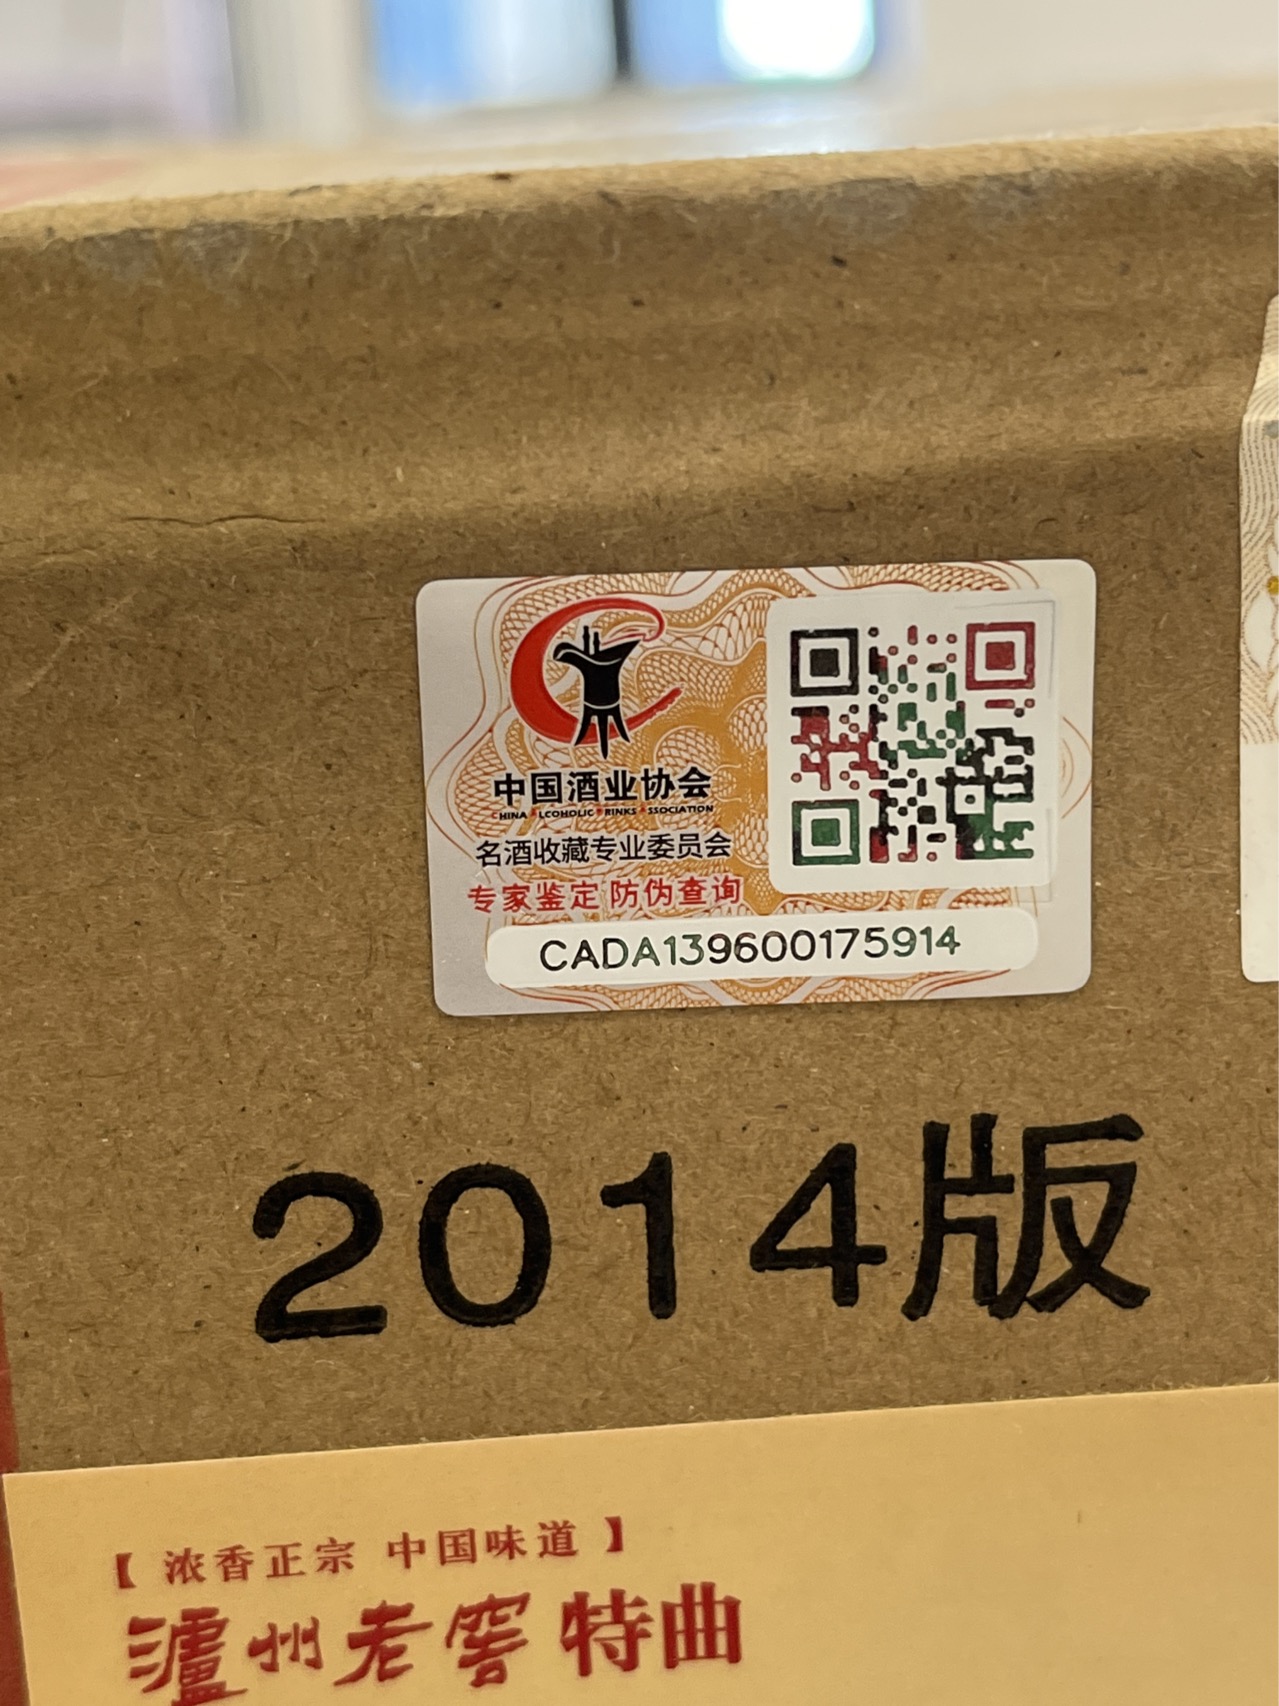 中国酒业协会
CHINA ALCOHOLIC DRINKS ASSOCIATION
名酒收藏专业委员会
专家鉴定 防伪查询
CADA139600175914
2014版
【 浓香正宗 中国味道 】
泸州老窖 特曲